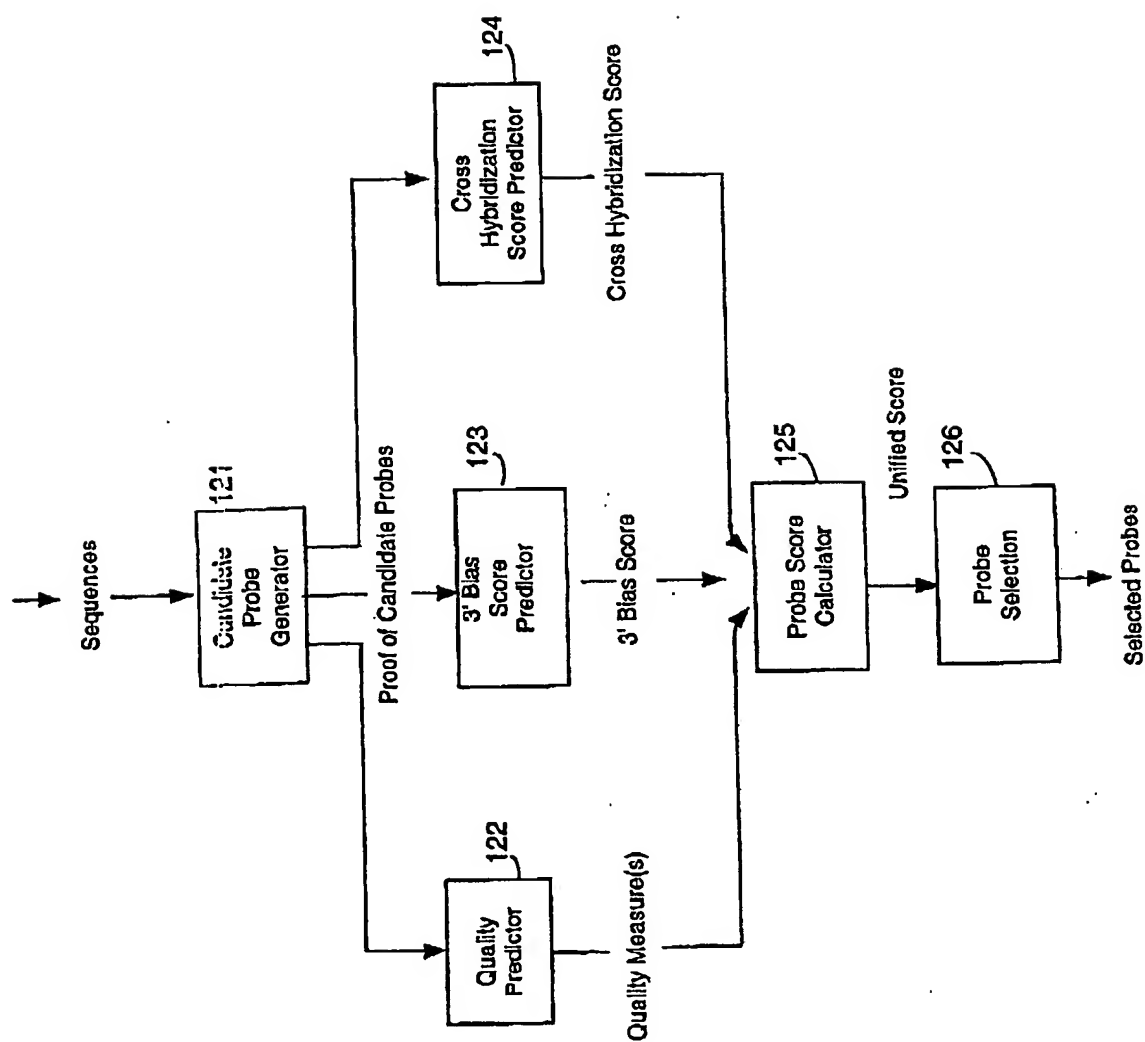 Sequences
121
Candidate
Probe
Generator
Proof of Candidate Probes
122
Quality
Predictor
Quality Measure(s)
123
3' Bias
Score
Predictor
3' Bias Score
124
Cross
Hybridization
Score Predictor
Cross Hybridization Score
125
Probe Score
Calculator
Unified Score
126
Probe
Selection
Selected Probes